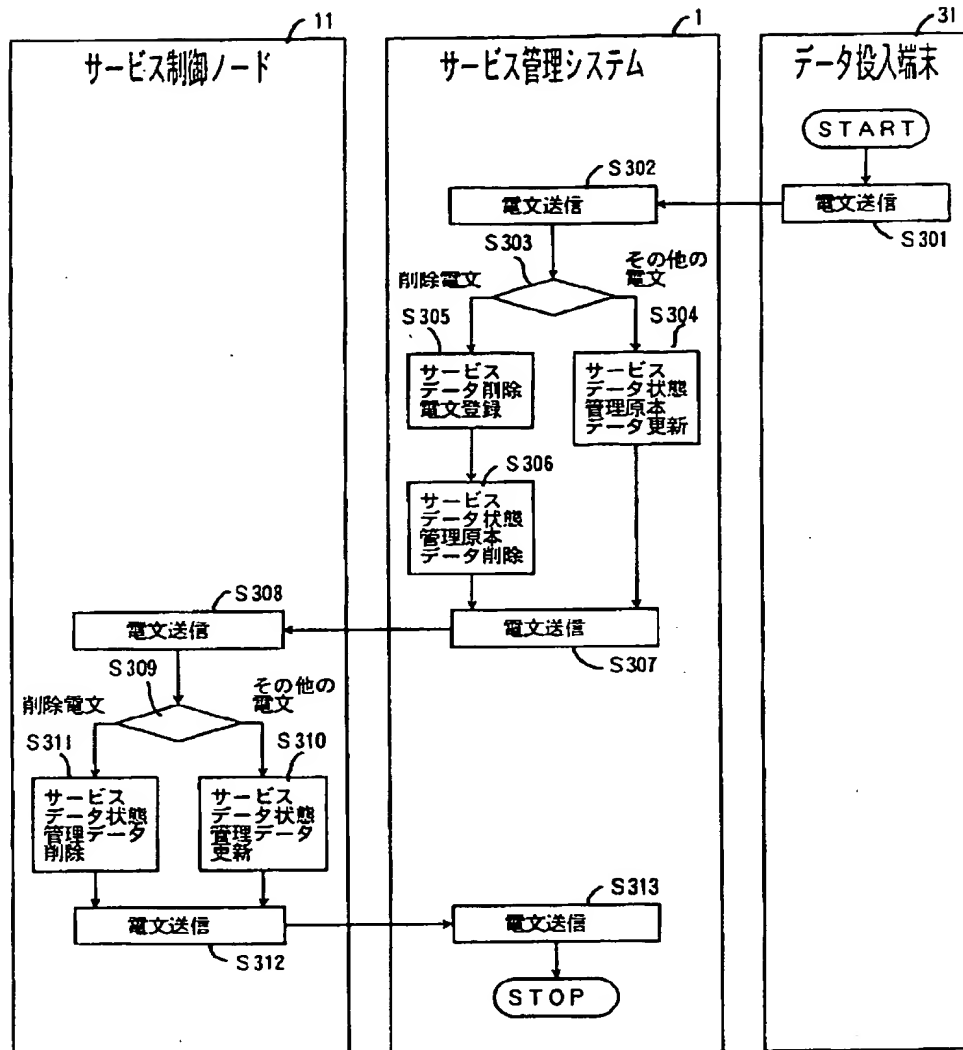 11
サービス制御ノード
1
サービス管理システム
31
データ投入端末
START
電文送信
S301
S302
電文送信
S303
削除電文
その他の
電文
S305
サービス
データ削除
電文登録
S304
サービス
データ状態
管理原本
データ更新
S306
サービス
データ状態
管理原本
データ削除
電文送信
S307
S308
電文送信
S309
削除電文
その他の
電文
S311
サービス
データ状態
管理データ
削除
S310
サービス
データ状態
管理データ
更新
電文送信
S312
S313
電文送信
STOP